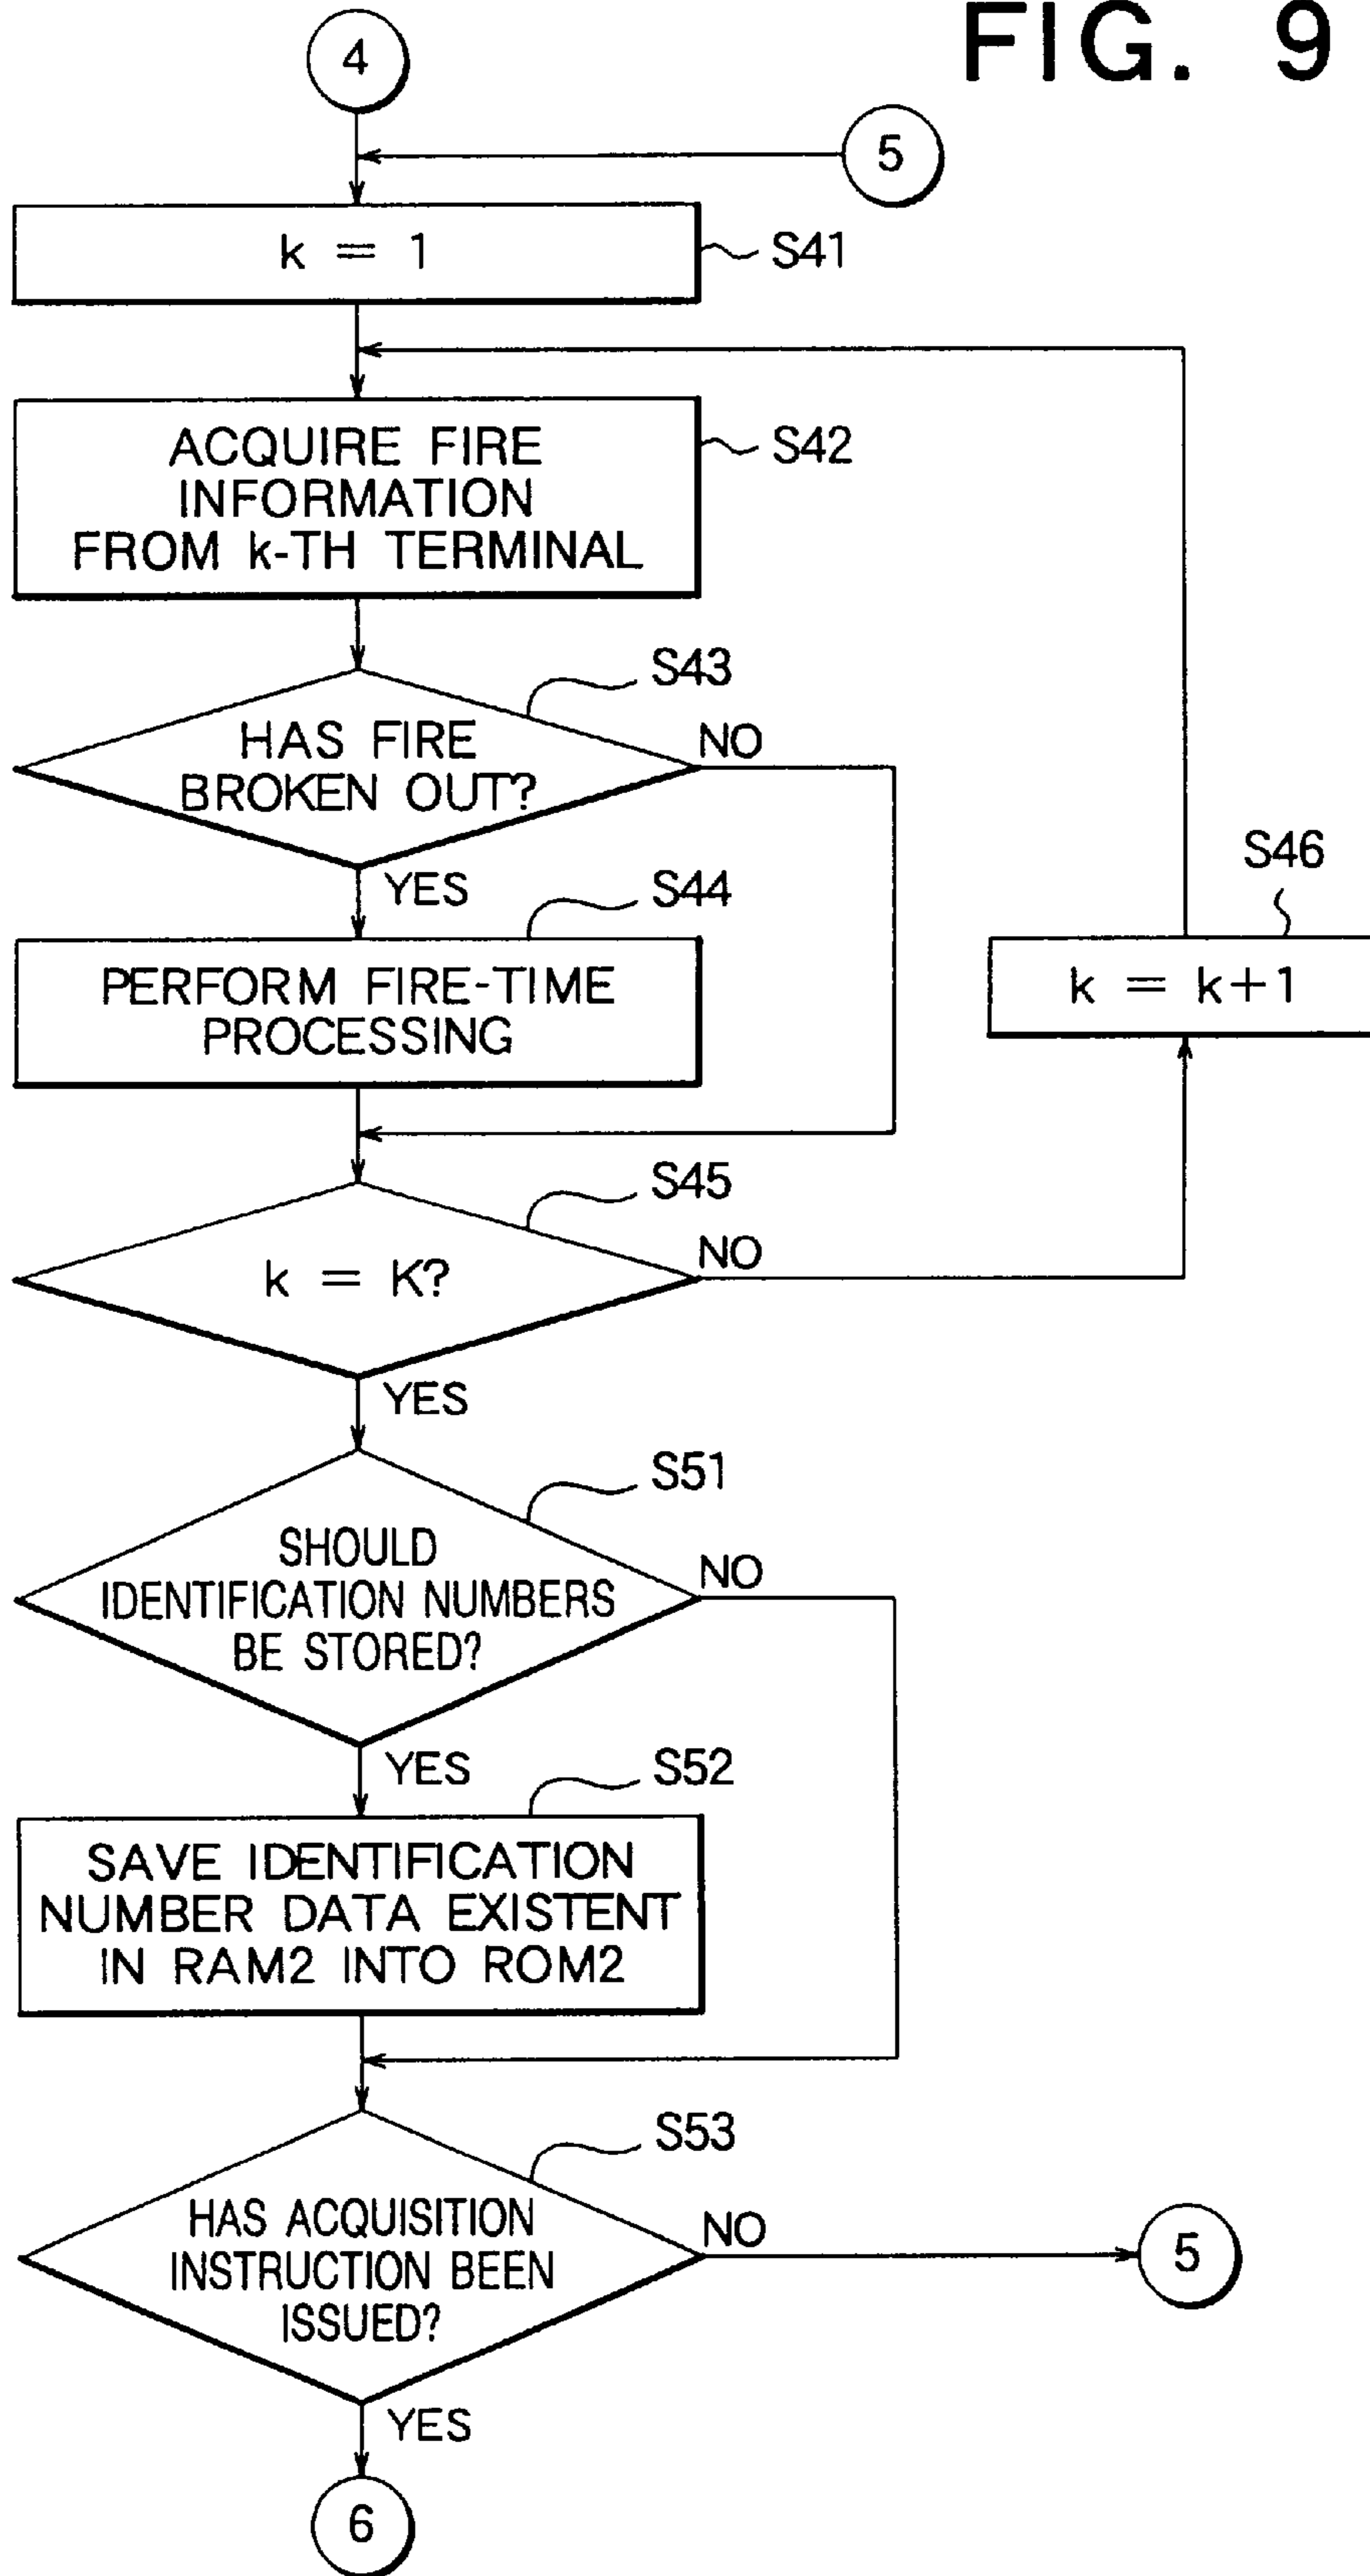 FIG. 9
4
5
k = 1
S41
ACQUIRE FIRE
INFORMATION
FROM k-TH TERMINAL
S42
S43
HAS FIRE
BROKEN OUT?
NO
YES
S44
PERFORM FIRE-TIME
PROCESSING
S46
k = k+1
S45
k = K?
NO
YES
S51
SHOULD
IDENTIFICATION NUMBERS
BE STORED?
NO
YES
S52
SAVE IDENTIFICATION
NUMBER DATA EXISTENT
IN RAM2 INTO ROM2
S53
HAS ACQUISITION
INSTRUCTION BEEN
ISSUED?
NO
5
YES
6